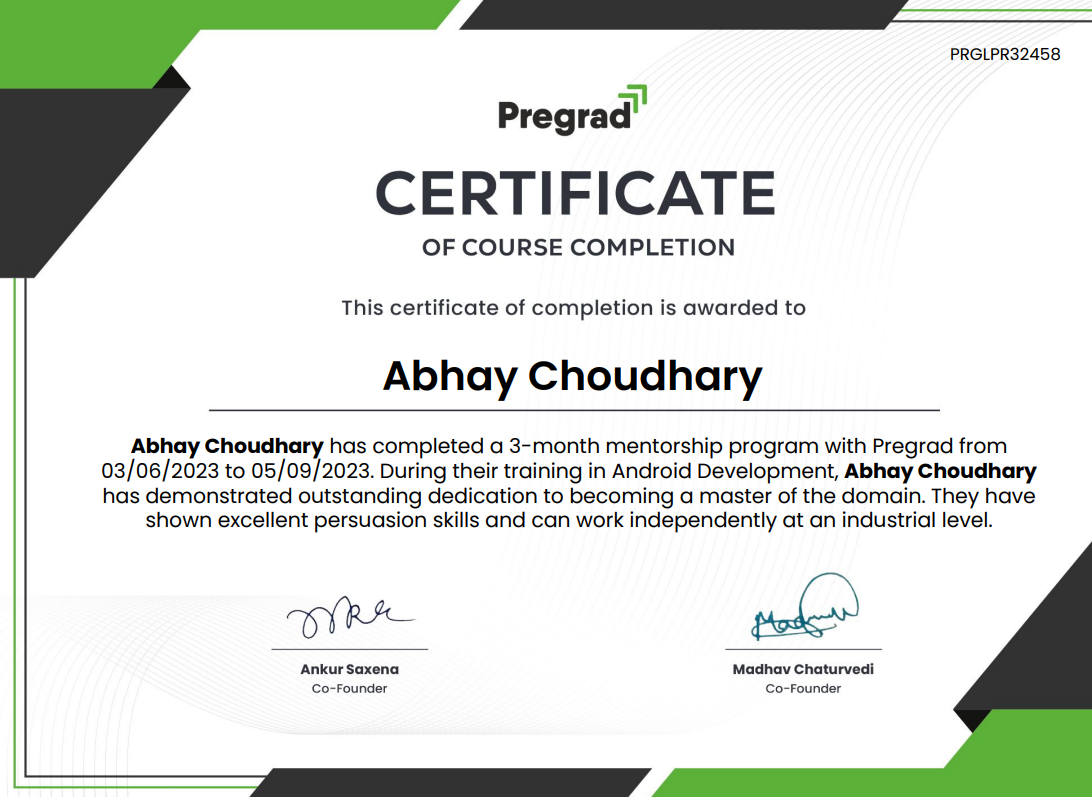 PRGLPR32458
Pregrad
CERTIFICATE
OF COURSE COMPLETION
This certificate of completion is awarded to
Abhay Choudhary
Abhay Choudhary has completed a 3-month mentorship program with Pregrad from
03/06/2023 to 05/09/2023. During their training in Android Development, Abhay Choudhary
has demonstrated outstanding dedication to becoming a master of the domain. They have
shown excellent persuasion skills and can work independently at an industrial level.
Ankur Saxena
Co-Founder
Madhav Chaturvedi
Co-Founder